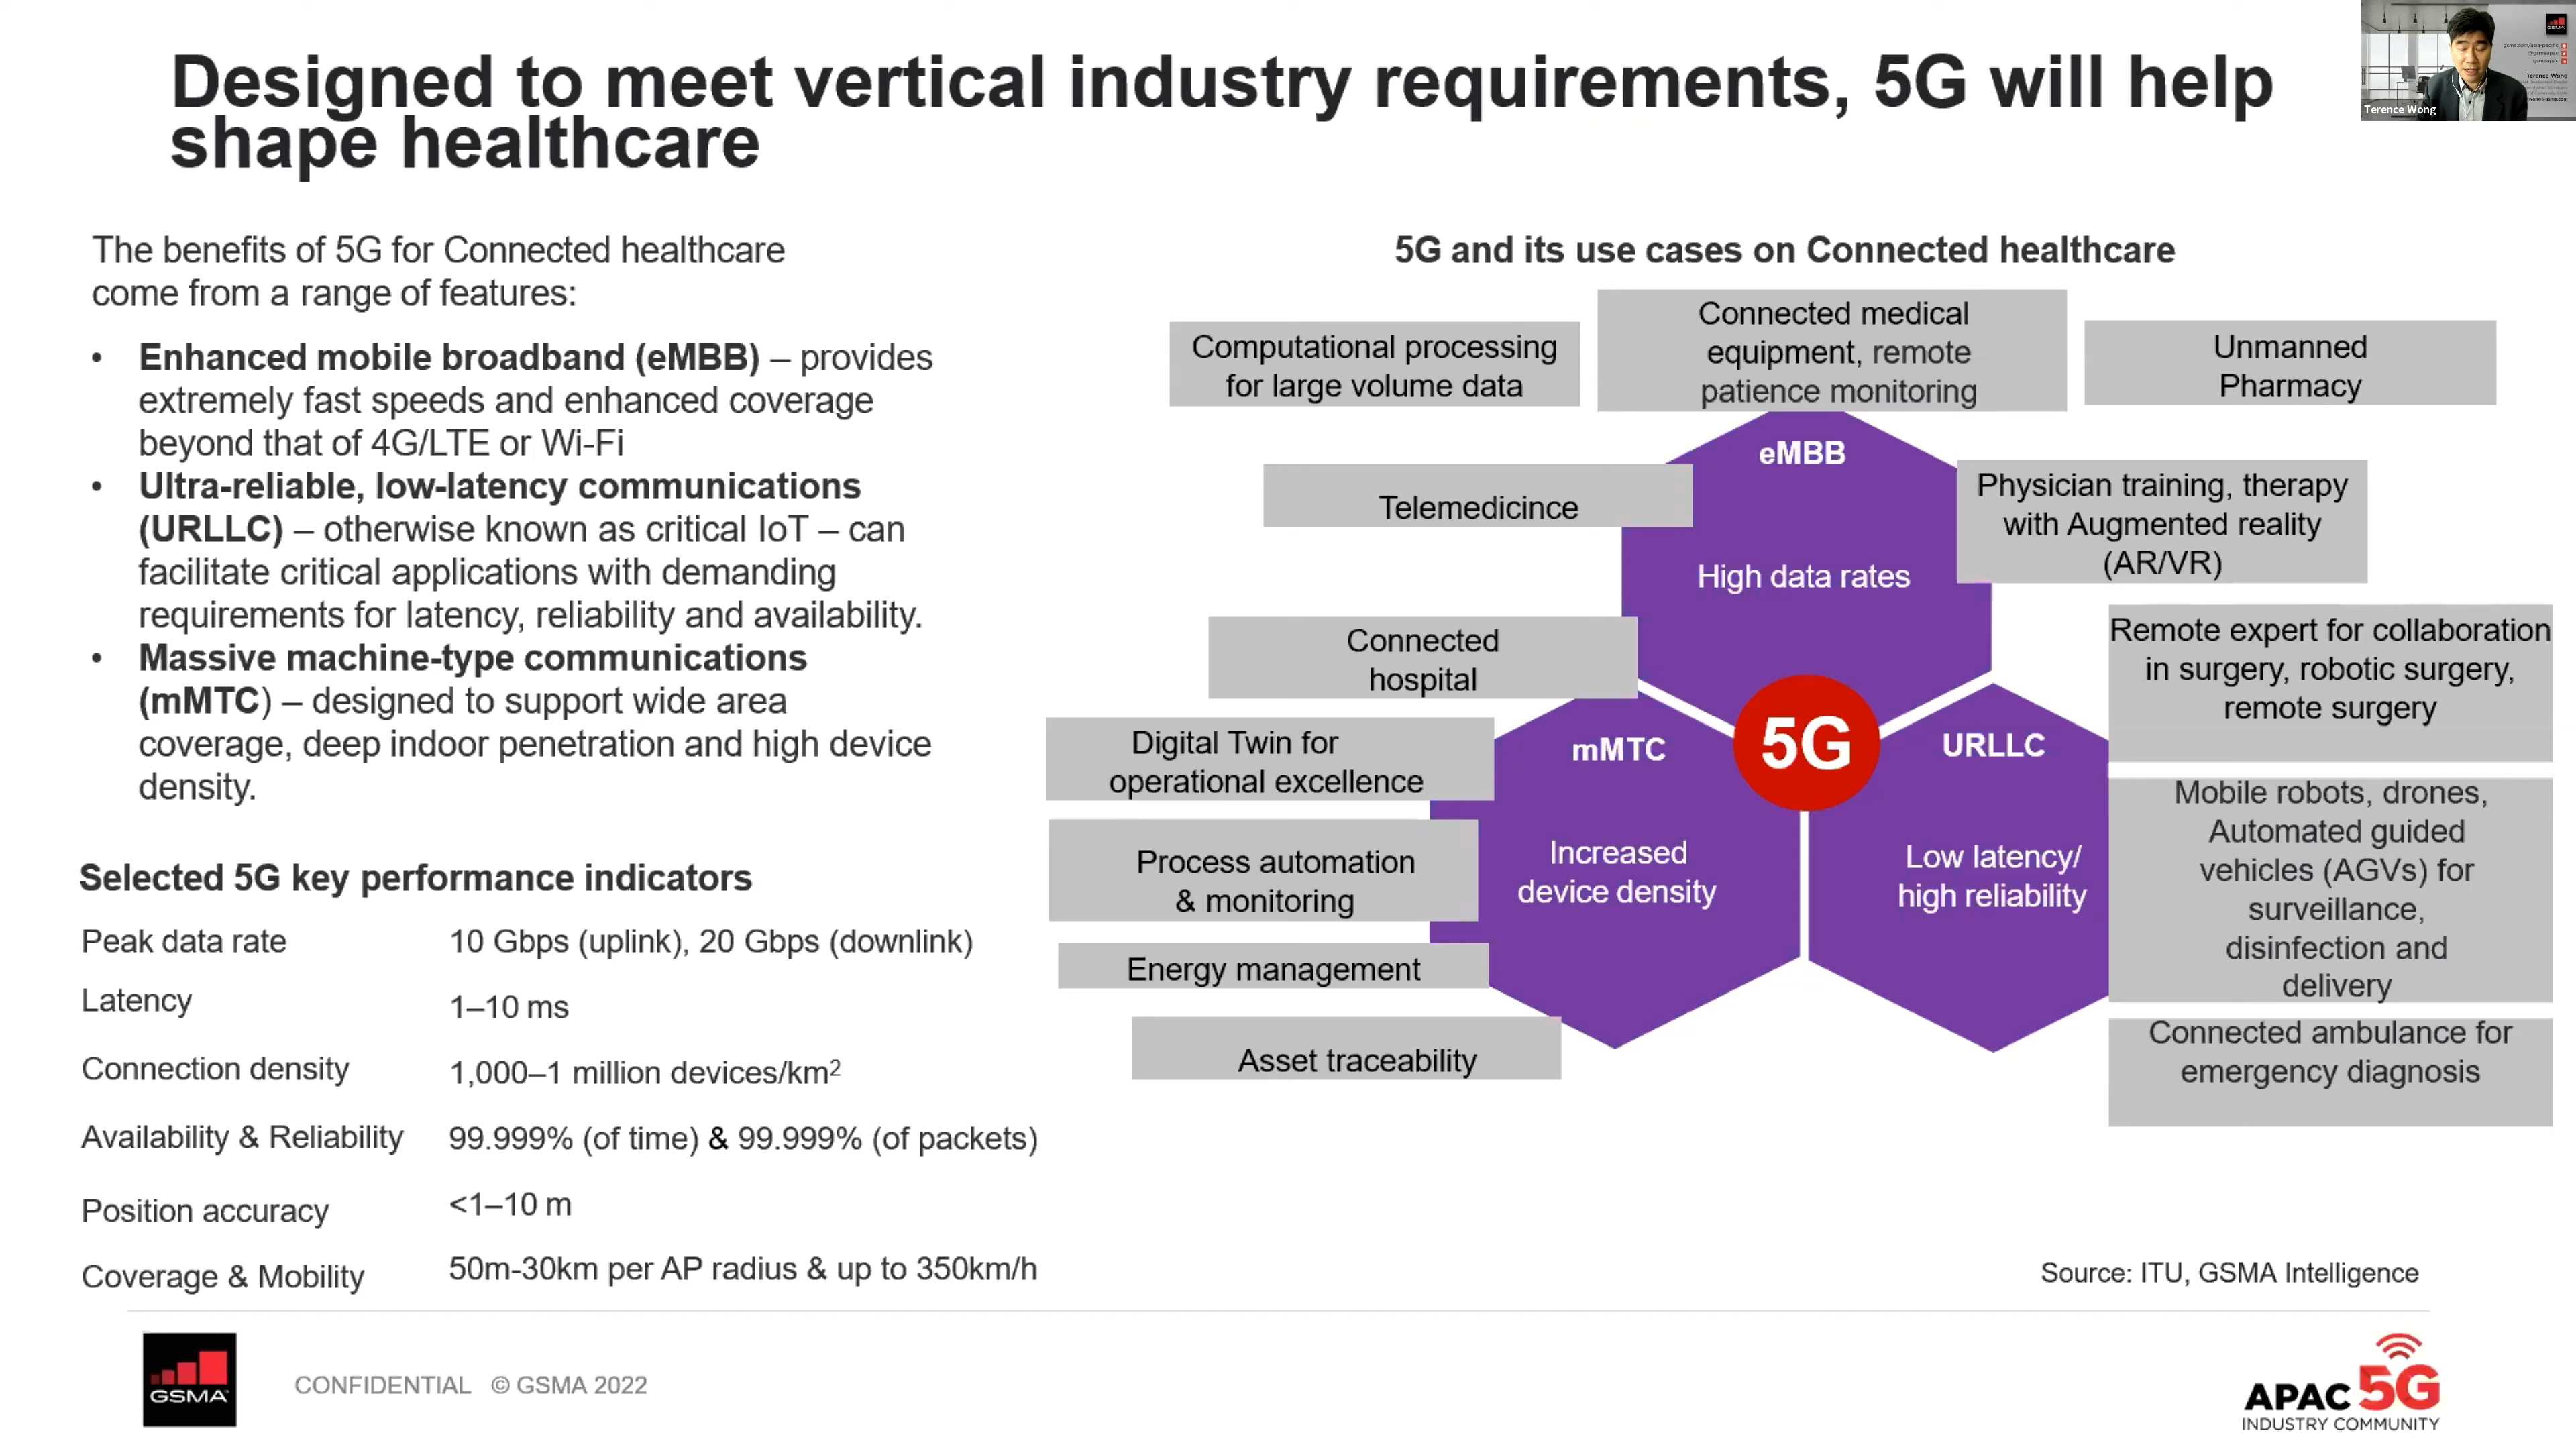 Designed to meet vertical industry requirements, 5G will help
shape healthcare
gsma.com/asia-pacific
@gsmaapac
gsmaapac
Terence Wong
Terence Wong
The benefits of 5G for Connected healthcare
come from a range of features:
• Enhanced mobile broadband (eMBB) – provides
extremely fast speeds and enhanced coverage
beyond that of 4G/LTE or Wi-Fi
• Ultra-reliable, low-latency communications
(URLLC) – otherwise known as critical IoT – can
facilitate critical applications with demanding
requirements for latency, reliability and availability.
• Massive machine-type communications
(mMTC) – designed to support wide area
coverage, deep indoor penetration and high device
density.
Selected 5G key performance indicators
Peak data rate 10 Gbps (uplink), 20 Gbps (downlink)
Latency 1–10 ms
Connection density 1,000–1 million devices/km²
Availability & Reliability 99.999% (of time) & 99.999% (of packets)
Position accuracy <1–10 m
Coverage & Mobility 50m-30km per AP radius & up to 350km/h
5G and its use cases on Connected healthcare
Computational processing
for large volume data
Connected medical
equipment, remote
patience monitoring
Unmanned
Pharmacy
eMBB
High data rates
Telemedicince
Physician training, therapy
with Augmented reality
(AR/VR)
Connected
hospital
Remote expert for collaboration
in surgery, robotic surgery,
remote surgery
Digital Twin for
operational excellence
mMTC
5G
URLLC
Process automation
& monitoring
Increased
device density
Low latency/
high reliability
Mobile robots, drones,
Automated guided
vehicles (AGVs) for
surveillance,
disinfection and
delivery
Energy management
Asset traceability
Connected ambulance for
emergency diagnosis
Source: ITU, GSMA Intelligence
GSMA
CONFIDENTIAL © GSMA 2022
APAC 5G
INDUSTRY COMMUNITY